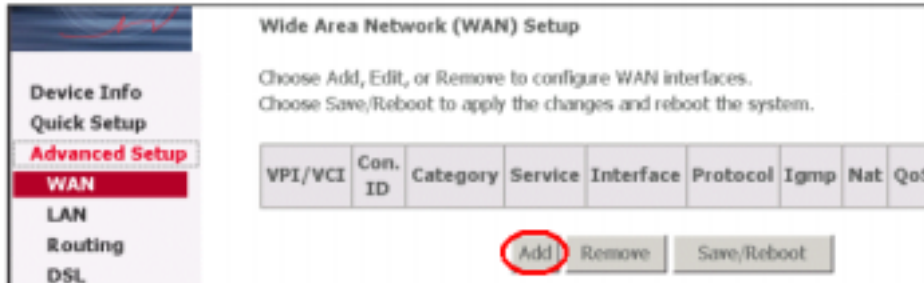 Wide Area Network (WAN) Setup
Choose Add, Edit, or Remove to configure WAN interfaces.
Choose Save/Reboot to apply the changes and reboot the system.
Device Info
Quick Setup
Advanced Setup
WAN
LAN
Routing
DSL
VPI/VCI Con. ID Category Service Interface Protocol Igmp Nat QoS
Add Remove Save/Reboot